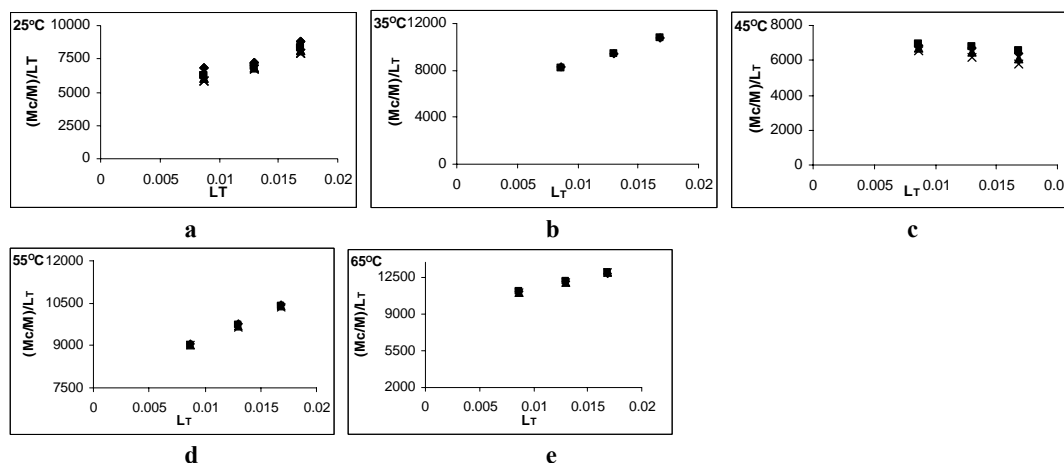 25°C
(Mc/M)/LT
10000
7500
5000
2500
0
0 0.005 0.01 0.015 0.02
LT
a
35°C
(Mc/M)/LT
12000
8000
4000
0
0 0.005 0.01 0.015 0.02
LT
b
45°C
(Mc/M)/LT
8000
6000
4000
2000
0
0 0.005 0.01 0.015 0.0
LT
c
55°C
(Mc/M)/LT
12000
10500
9000
7500
0 0.005 0.01 0.015 0.02
LT
d
65°C
(Mc/M)/LT
12500
9000
5500
2000
0 0.005 0.01 0.015 0.02
LT
e